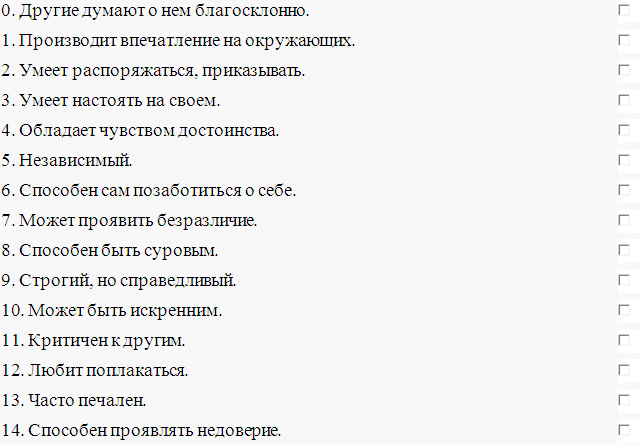 0. Другие думают о нем благосклонно.
1. Производит впечатление на окружающих.
2. Умеет распоряжаться, приказывать.
3. Умеет настоять на своем.
4. Обладает чувством достоинства.
5. Независимый.
6. Способен сам позаботиться о себе.
7. Может проявить безразличие.
8. Способен быть суровым.
9. Строгий, но справедливый.
10. Может быть искренним.
11. Критичен к другим.
12. Любит поплакаться.
13. Часто печален.
14. Способен проявлять недоверие.